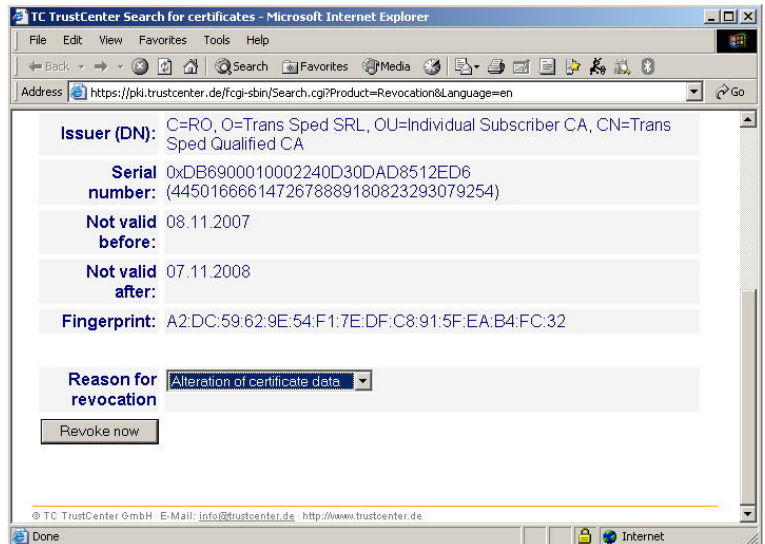 TC TrustCenter Search for certificates - Microsoft Internet Explorer
File Edit View Favorites Tools Help
Back Search Favorites Media
Address https://pki.trustcenter.de/fcgi-sbin/Search.cgi?Product=Revocation&Language=en Go
Issuer (DN): C=RO, O=Trans Sped SRL, OU=Individual Subscriber CA, CN=Trans
Sped Qualified CA
Serial 0xDB6900010002240D30DAD8512ED6
number: (4450166661472678889180823293079254)
Not valid 08.11.2007
before:
Not valid 07.11.2008
after:
Fingerprint: A2:DC:59:62:9E:54:F1:7E:DF:C8:91:5F:EA:B4:FC:32
Reason for Alteration of certificate data
revocation
Revoke now
© TC TrustCenter GmbH · E-Mail: info@trustcenter.de · http://www.trustcenter.de
Done Internet